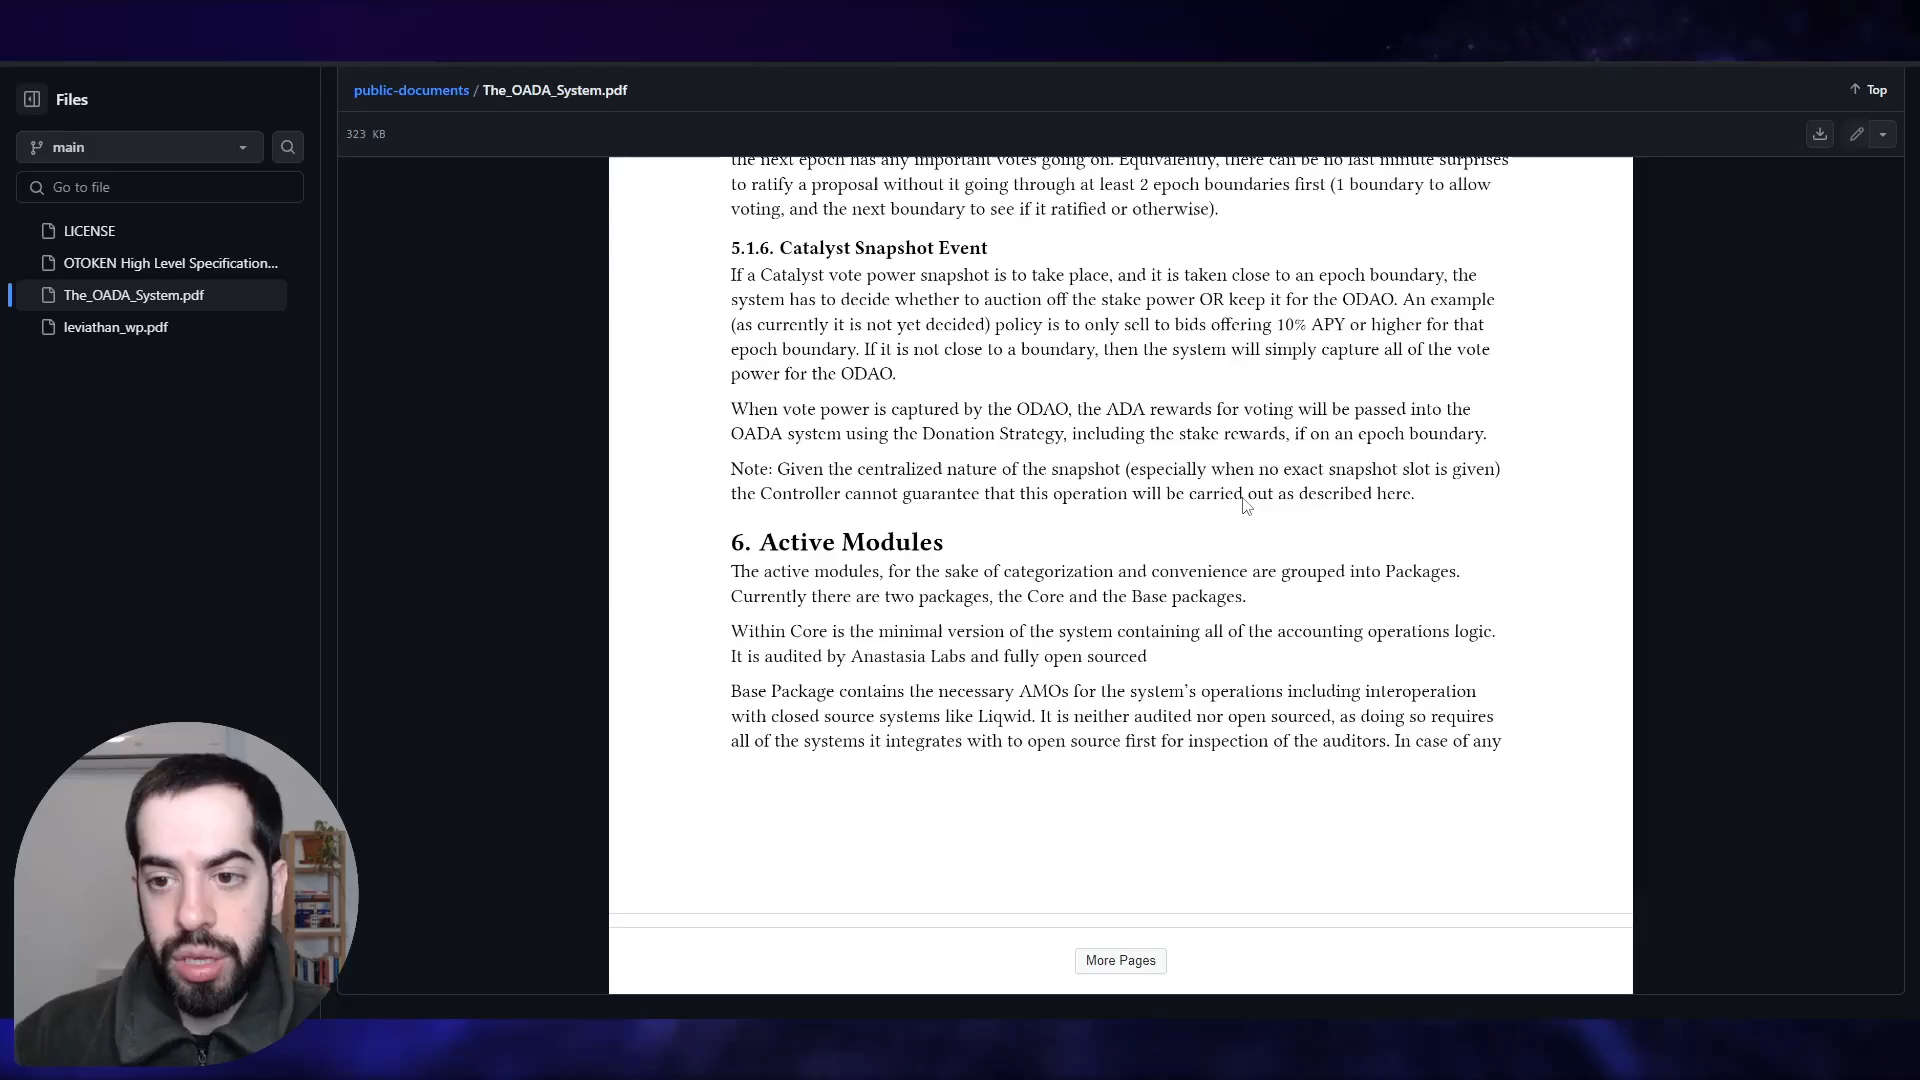 Files
main
Go to file
LICENSE
OTOKEN High Level Specification...
The_OADA_System.pdf
leviathan_wp.pdf
public-documents / The_OADA_System.pdf
Top
323 KB
the next epoch has any important votes going on. Equivalently, there can be no last minute surprises
to ratify a proposal without it going through at least 2 epoch boundaries first (1 boundary to allow
voting, and the next boundary to see if it ratified or otherwise).
5.1.6. Catalyst Snapshot Event
If a Catalyst vote power snapshot is to take place, and it is taken close to an epoch boundary, the
system has to decide whether to auction off the stake power OR keep it for the ODAO. An example
(as currently it is not yet decided) policy is to only sell to bids offering 10% APY or higher for that
epoch boundary. If it is not close to a boundary, then the system will simply capture all of the vote
power for the ODAO.
When vote power is captured by the ODAO, the ADA rewards for voting will be passed into the
OADA system using the Donation Strategy, including the stake rewards, if on an epoch boundary.
Note: Given the centralized nature of the snapshot (especially when no exact snapshot slot is given)
the Controller cannot guarantee that this operation will be carried out as described here.
6. Active Modules
The active modules, for the sake of categorization and convenience are grouped into Packages.
Currently there are two packages, the Core and the Base packages.
Within Core is the minimal version of the system containing all of the accounting operations logic.
It is audited by Anastasia Labs and fully open sourced
Base Package contains the necessary AMOs for the system's operations including interoperation
with closed source systems like Liqwid. It is neither audited nor open sourced, as doing so requires
all of the systems it integrates with to open source first for inspection of the auditors. In case of any
More Pages